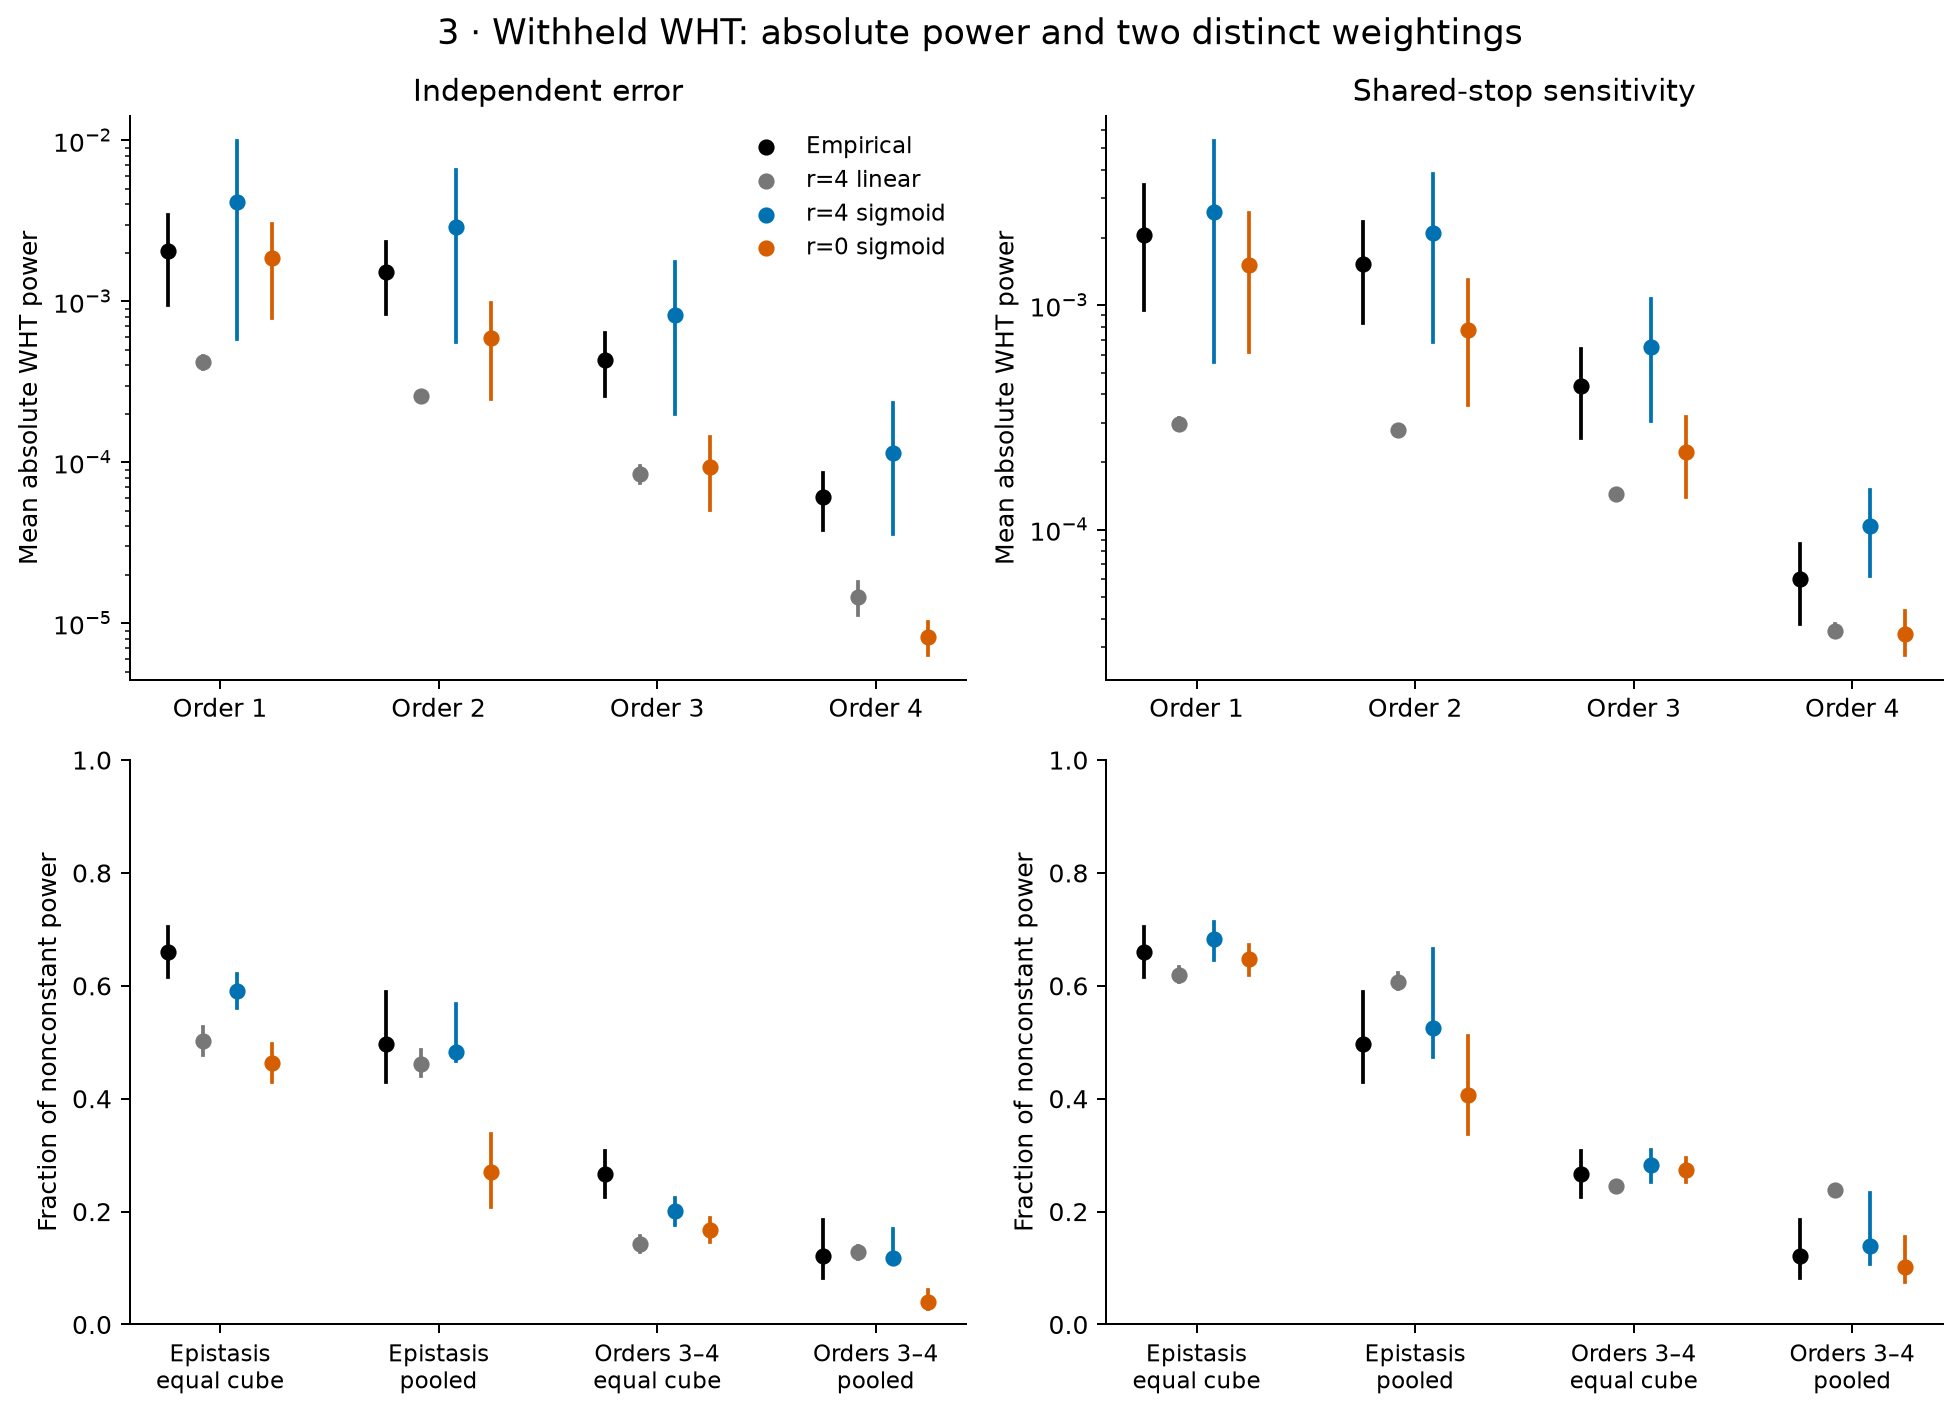 3 · Withheld WHT: absolute power and two distinct weightings
Independent error
Mean absolute WHT power
10⁻²
10⁻³
10⁻⁴
10⁻⁵
Empirical
r=4 linear
r=4 sigmoid
r=0 sigmoid
Order 1
Order 2
Order 3
Order 4
Shared-stop sensitivity
Mean absolute WHT power
10⁻³
10⁻⁴
Order 1
Order 2
Order 3
Order 4
Fraction of nonconstant power
1.0
0.8
0.6
0.4
0.2
0.0
Epistasis
equal cube
Epistasis
pooled
Orders 3–4
equal cube
Orders 3–4
pooled
Fraction of nonconstant power
1.0
0.8
0.6
0.4
0.2
0.0
Epistasis
equal cube
Epistasis
pooled
Orders 3–4
equal cube
Orders 3–4
pooled